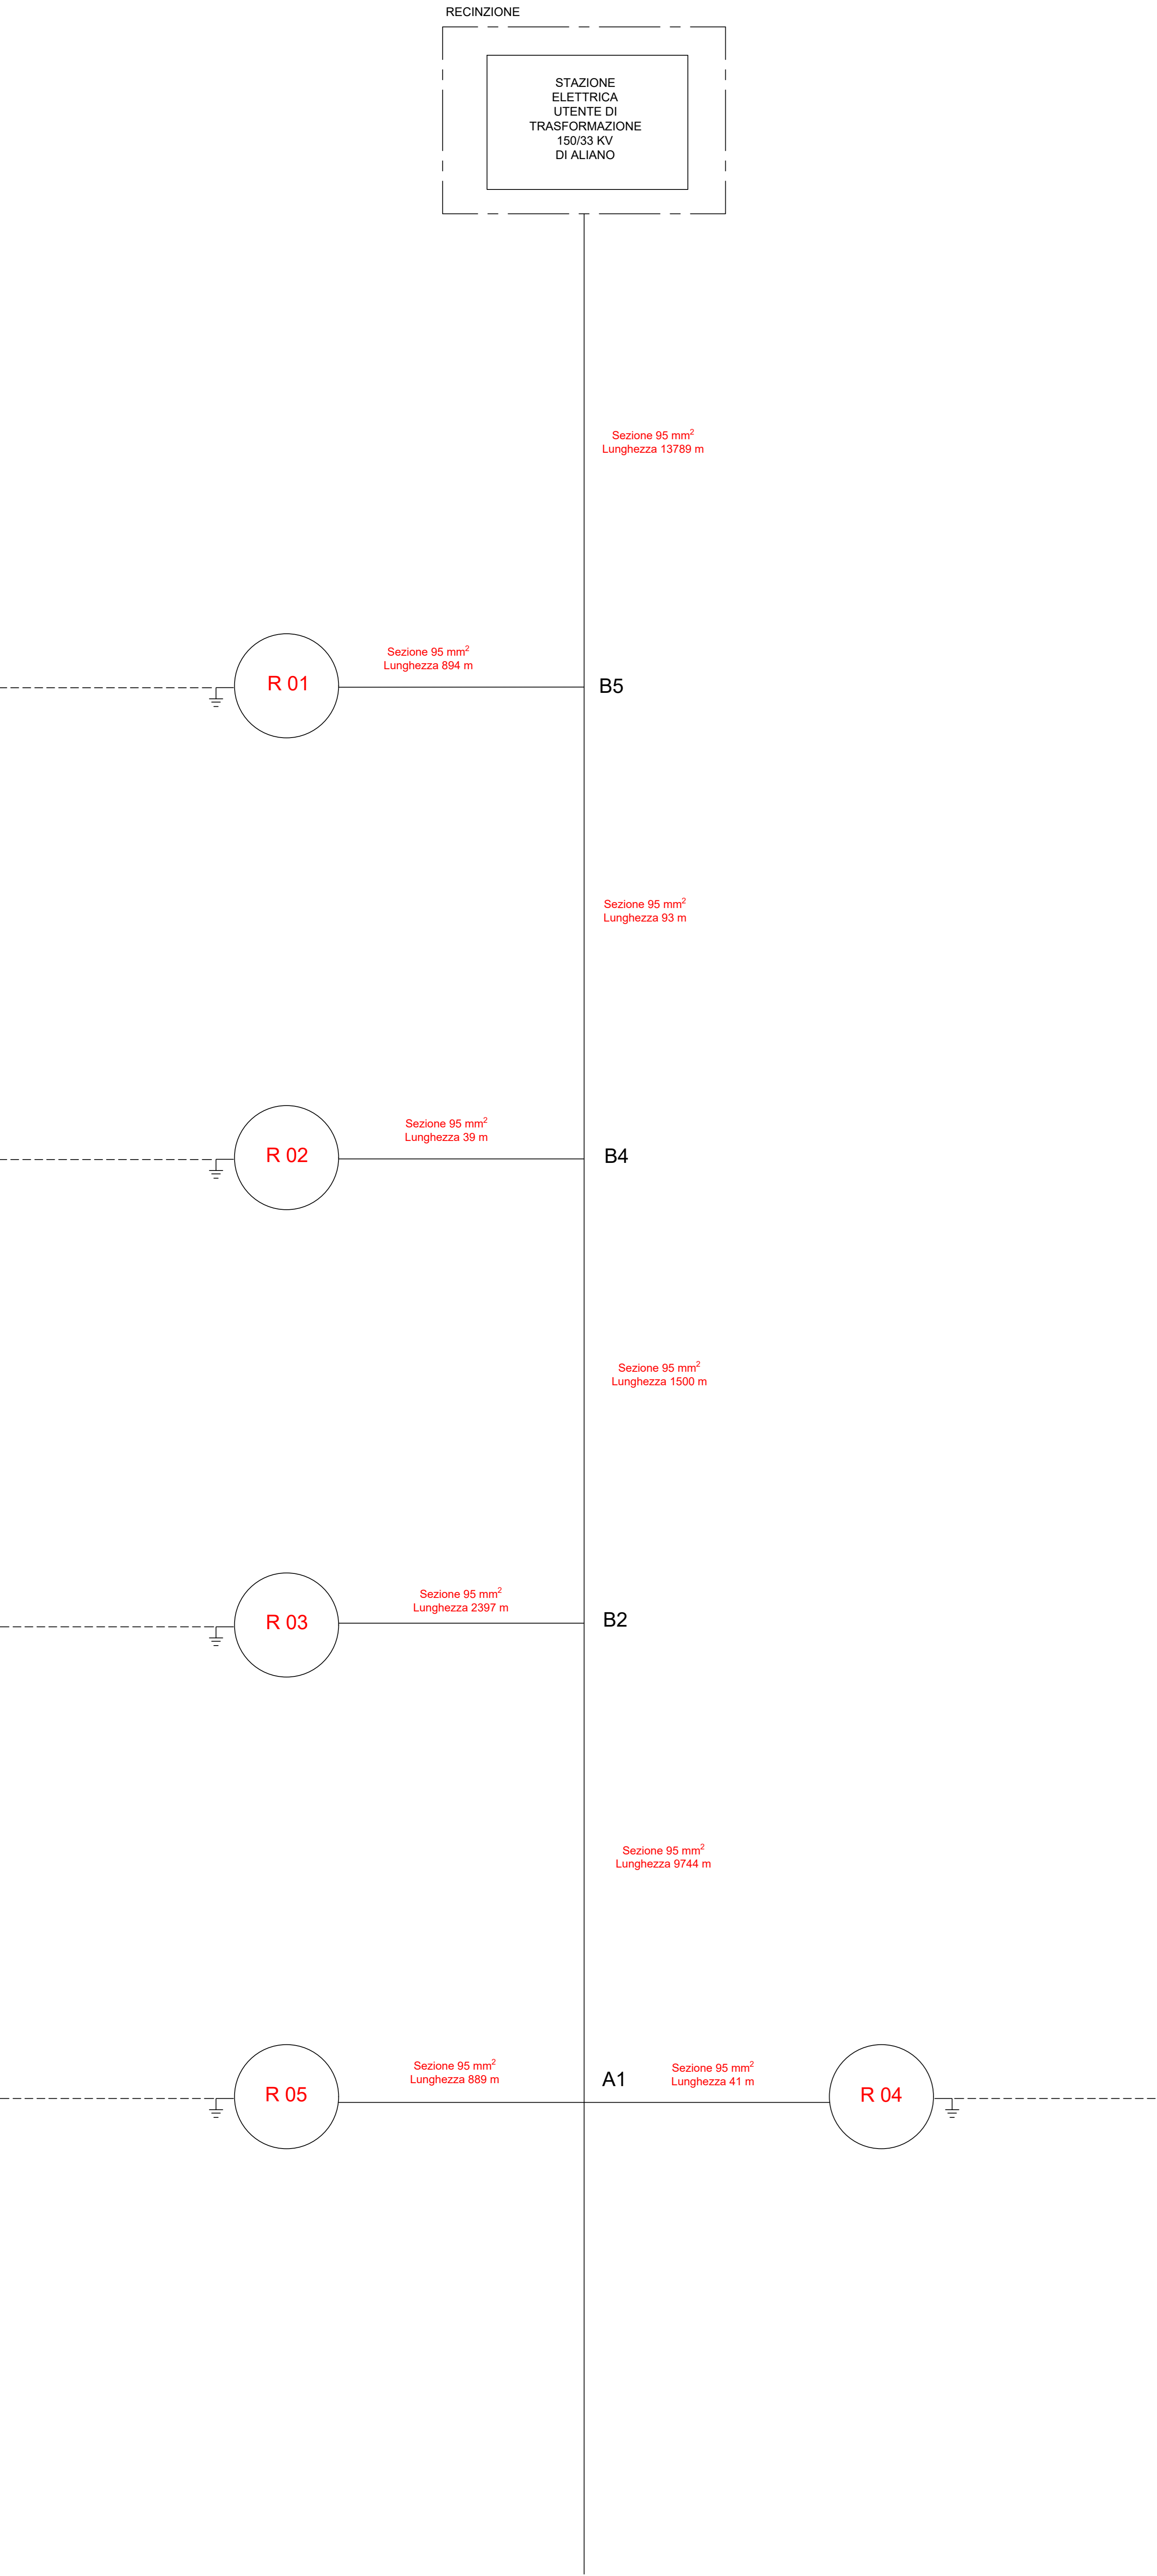 RECINZIONE
STAZIONE
ELETTRICA
UTENTE DI
TRASFORMAZIONE
150/33 KV
DI ALIANO
Sezione 95 mm²
Lunghezza 13789 m
Sezione 95 mm²
Lunghezza 894 m
R 01
B5
Sezione 95 mm²
Lunghezza 93 m
Sezione 95 mm²
Lunghezza 39 m
R 02
B4
Sezione 95 mm²
Lunghezza 1500 m
Sezione 95 mm²
Lunghezza 2397 m
R 03
B2
Sezione 95 mm²
Lunghezza 9744 m
Sezione 95 mm²
Lunghezza 889 m
A1
Sezione 95 mm²
Lunghezza 41 m
R 05
R 04